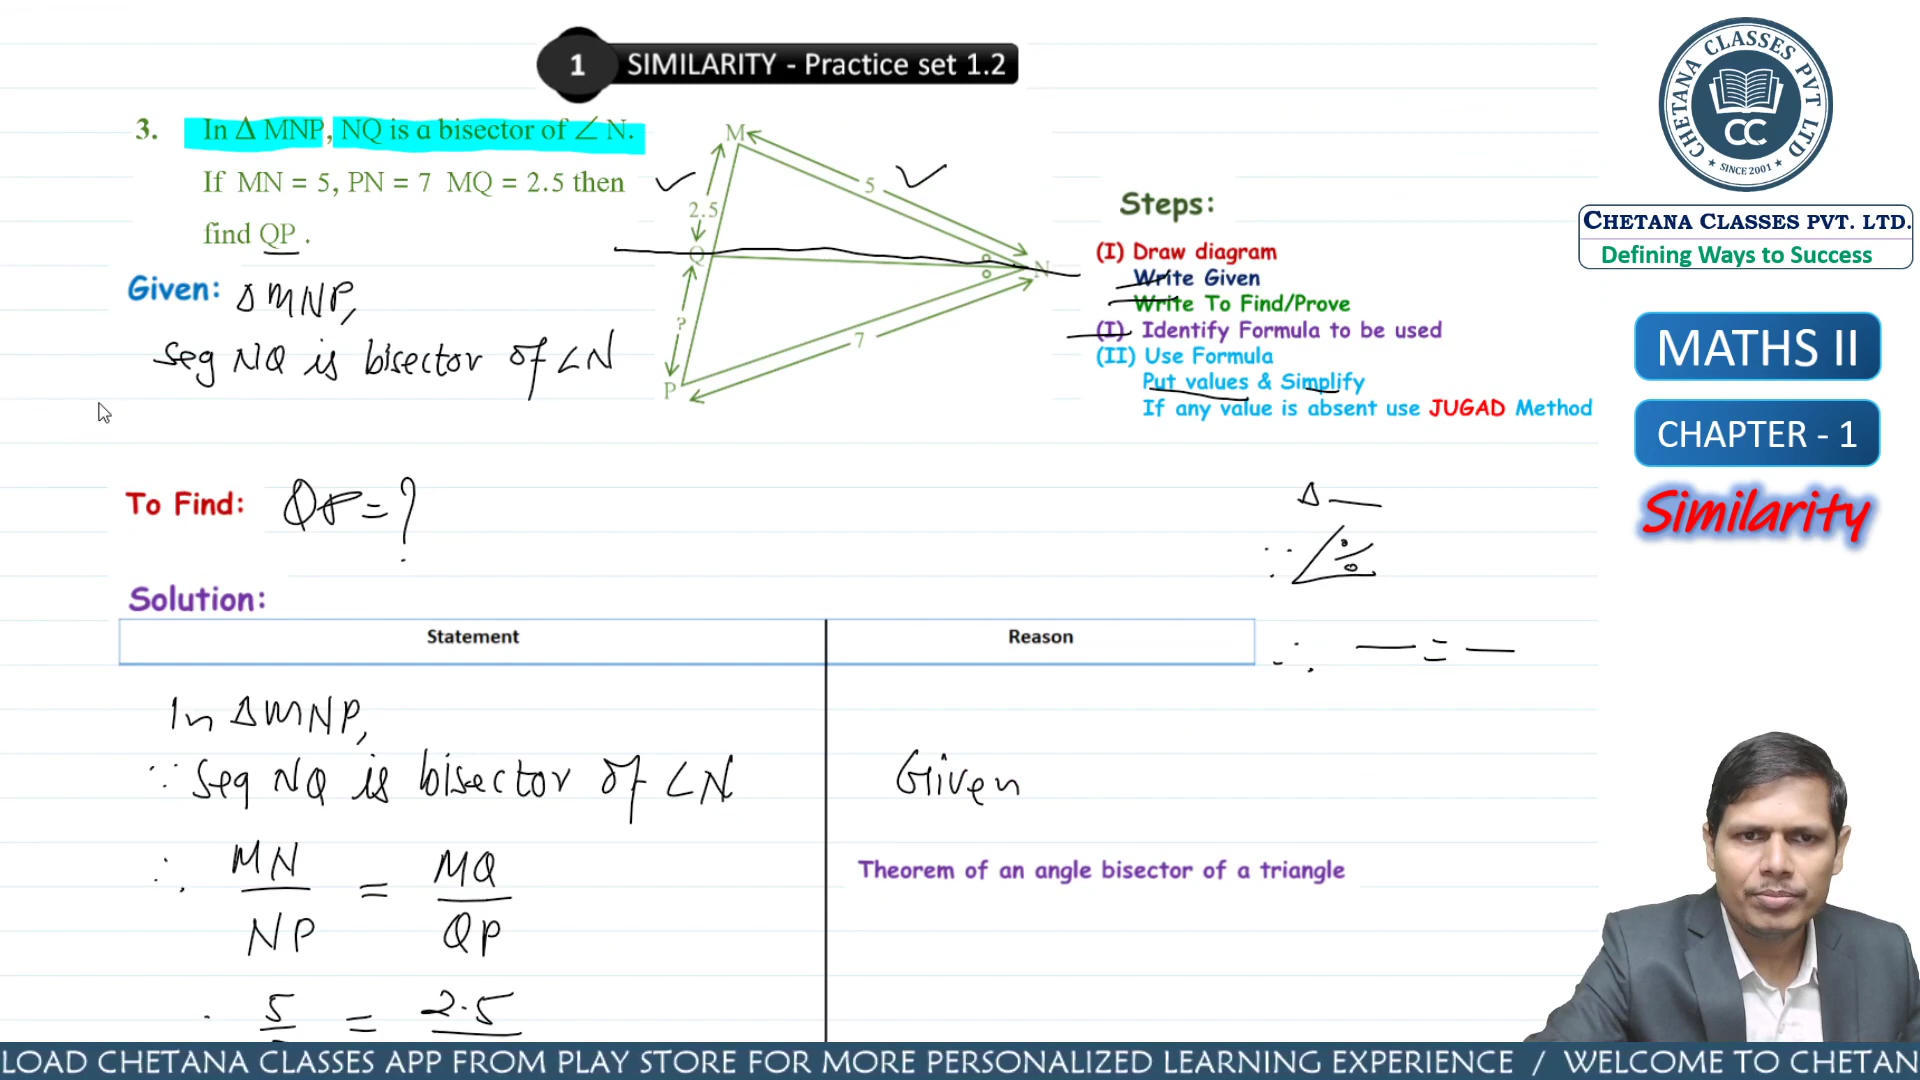 1 SIMILARITY - Practice set 1.2
3. In Δ MNP, NQ is a bisector of ∠ N.
If MN = 5, PN = 7 MQ = 2.5 then
find QP .
M
5
2.5
Q
N
?
7
P
Given: Δ MNP,
seg NQ is bisector of ∠N
Steps:
(I) Draw diagram
Write Given
Write To Find/Prove
(I) Identify Formula to be used
(II) Use Formula
Put values & Simplify
If any value is absent use JUGAD Method
To Find: QP = ?
Δ
∵
∴ — = —
Solution:
Statement Reason
In Δ MNP,
∵ seg NQ is bisector of ∠N Given
∴ MN/NP = MQ/QP Theorem of an angle bisector of a triangle
5 = 2.5
CHETANA CLASSES PVT LTD
CC
SINCE 2001
CHETANA CLASSES PVT. LTD.
Defining Ways to Success
MATHS II
CHAPTER - 1
Similarity
LOAD CHETANA CLASSES APP FROM PLAY STORE FOR MORE PERSONALIZED LEARNING EXPERIENCE / WELCOME TO CHETAN